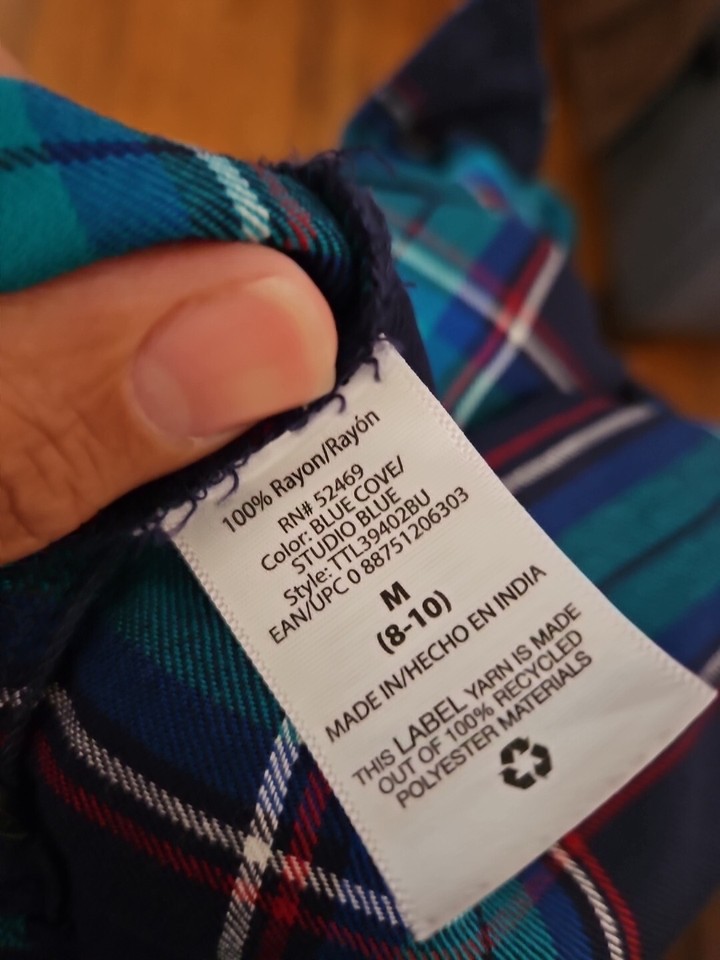 100% Rayon/Rayón
RN# 52469
Color: BLUE COVE/
STUDIO BLUE
Style: TTL39402BU
EAN/UPC 0 88751206303
M
(8-10)
MADE IN/HECHO EN INDIA
THIS LABEL YARN IS MADE
OUT OF 100% RECYCLED
POLYESTER MATERIALS